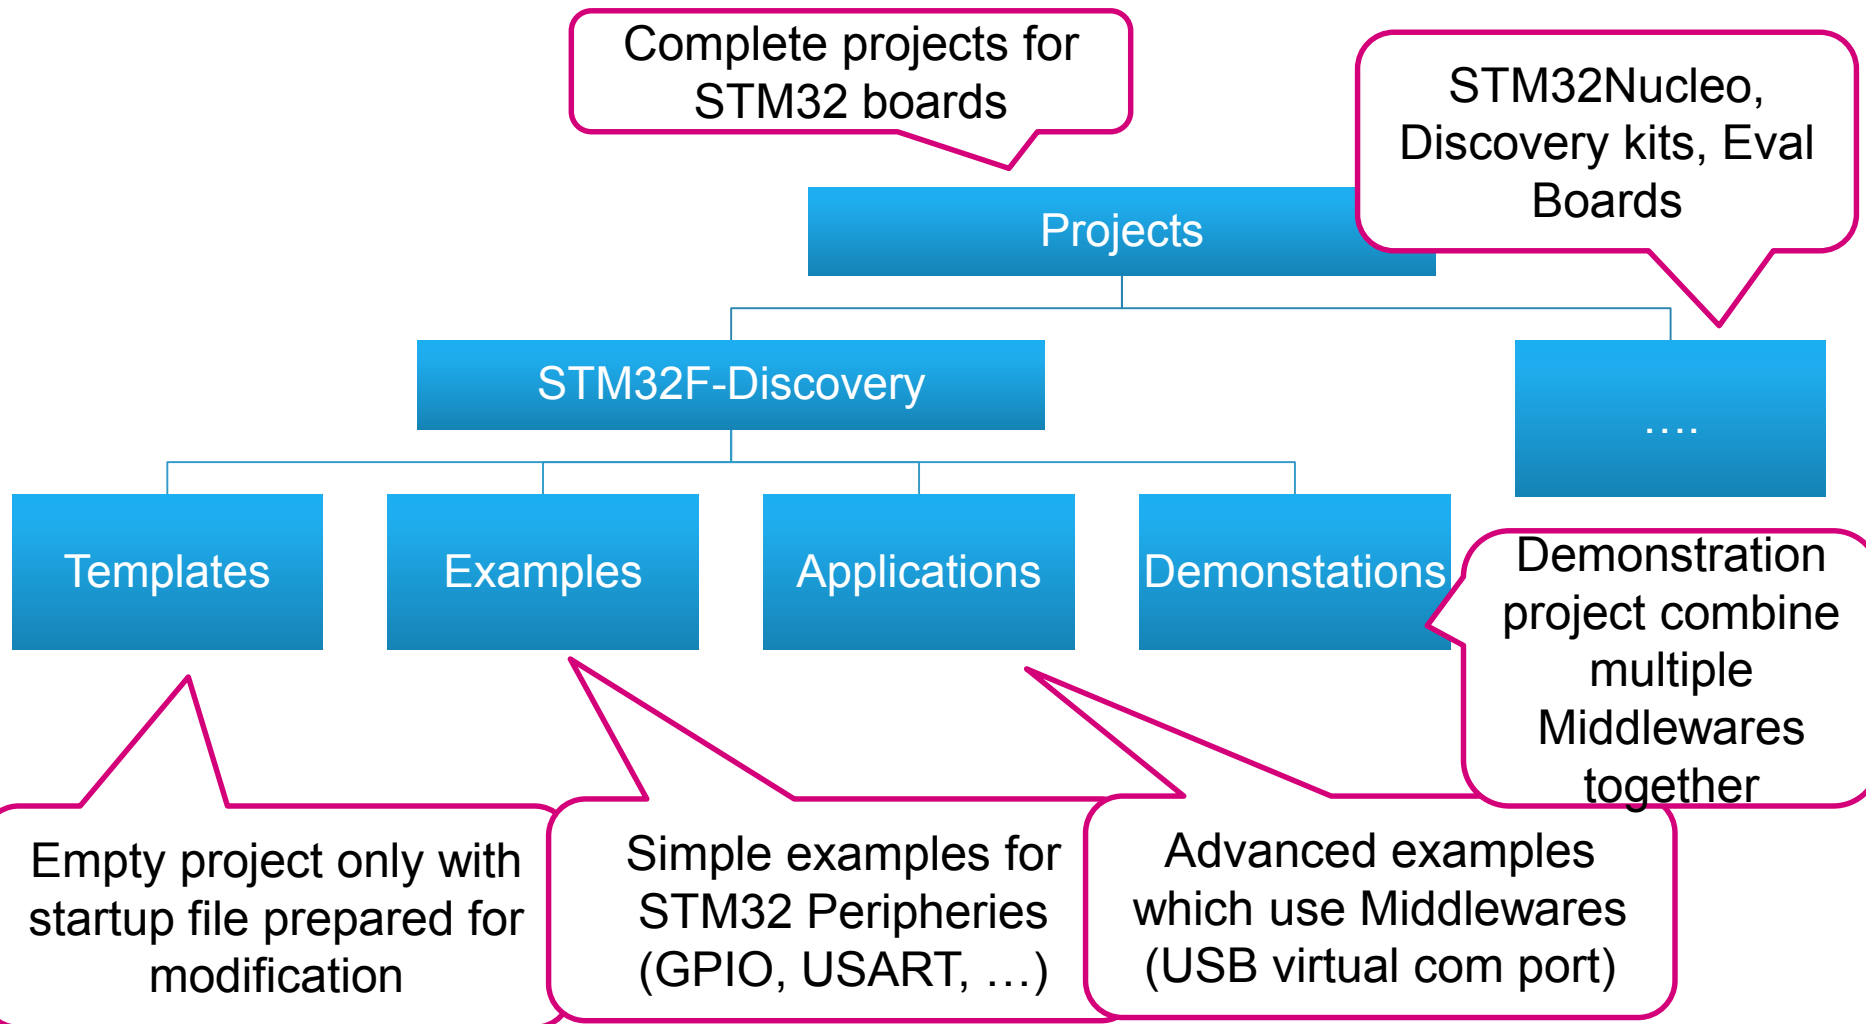 Complete projects for
STM32 boards
STM32Nucleo,
Discovery kits, Eval
Boards
Projects
STM32F-Discovery
....
Templates
Examples
Applications
Demonstations
Demonstration
project combine
multiple
Middlewares
together
Empty project only with
startup file prepared for
modification
Simple examples for
STM32 Peripheries
(GPIO, USART, …)
Advanced examples
which use Middlewares
(USB virtual com port)